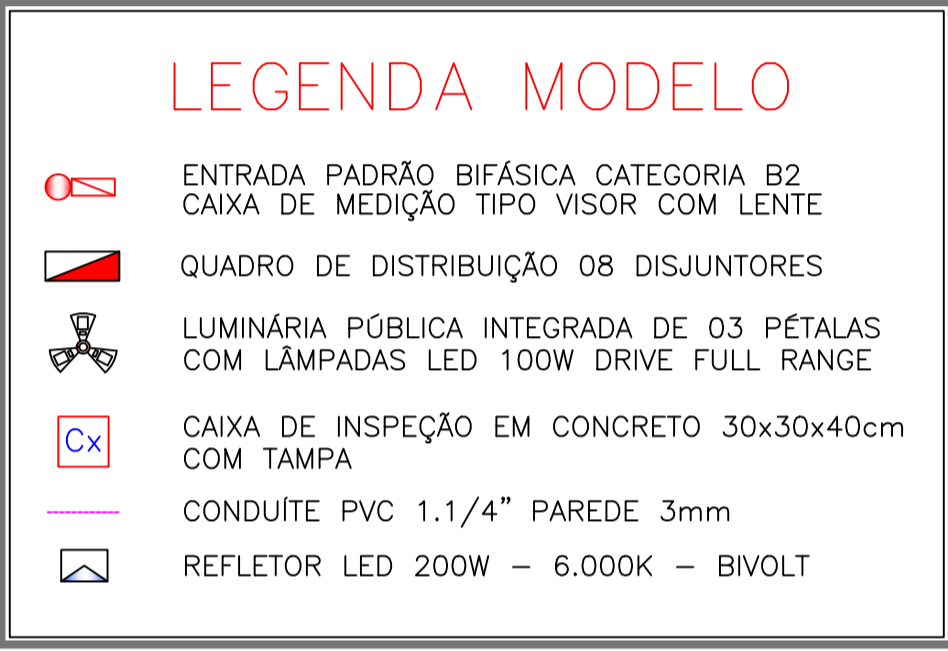 LEGENDA MODELO
ENTRADA PADRÃO BIFÁSICA CATEGORIA B2
CAIXA DE MEDIÇÃO TIPO VISOR COM LENTE
QUADRO DE DISTRIBUIÇÃO 08 DISJUNTORES
LUMINÁRIA PÚBLICA INTEGRADA DE 03 PÉTALAS
COM LÂMPADAS LED 100W DRIVE FULL RANGE
Cx
CAIXA DE INSPEÇÃO EM CONCRETO 30x30x40cm
COM TAMPA
CONDUÍTE PVC 1.1/4” PAREDE 3mm
REFLETOR LED 200W – 6.000K – BIVOLT